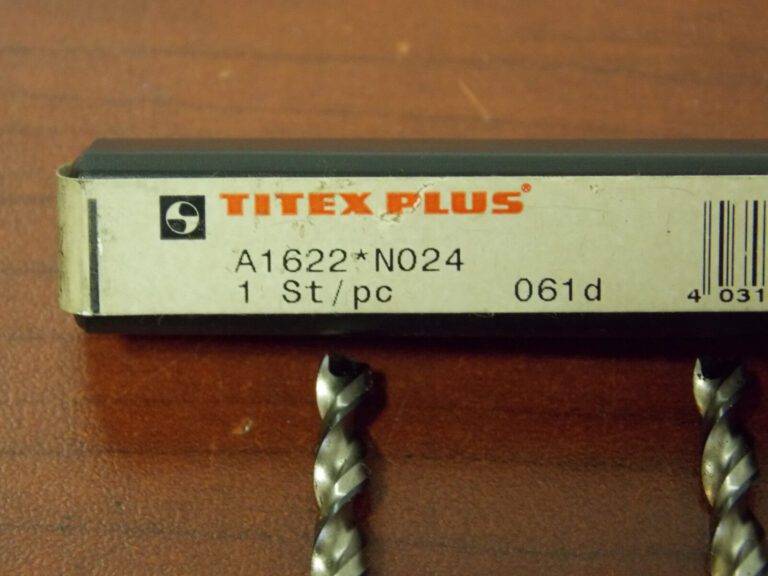 TITEX PLUS®
A1622*N024
1 St/pc 061d
4 031